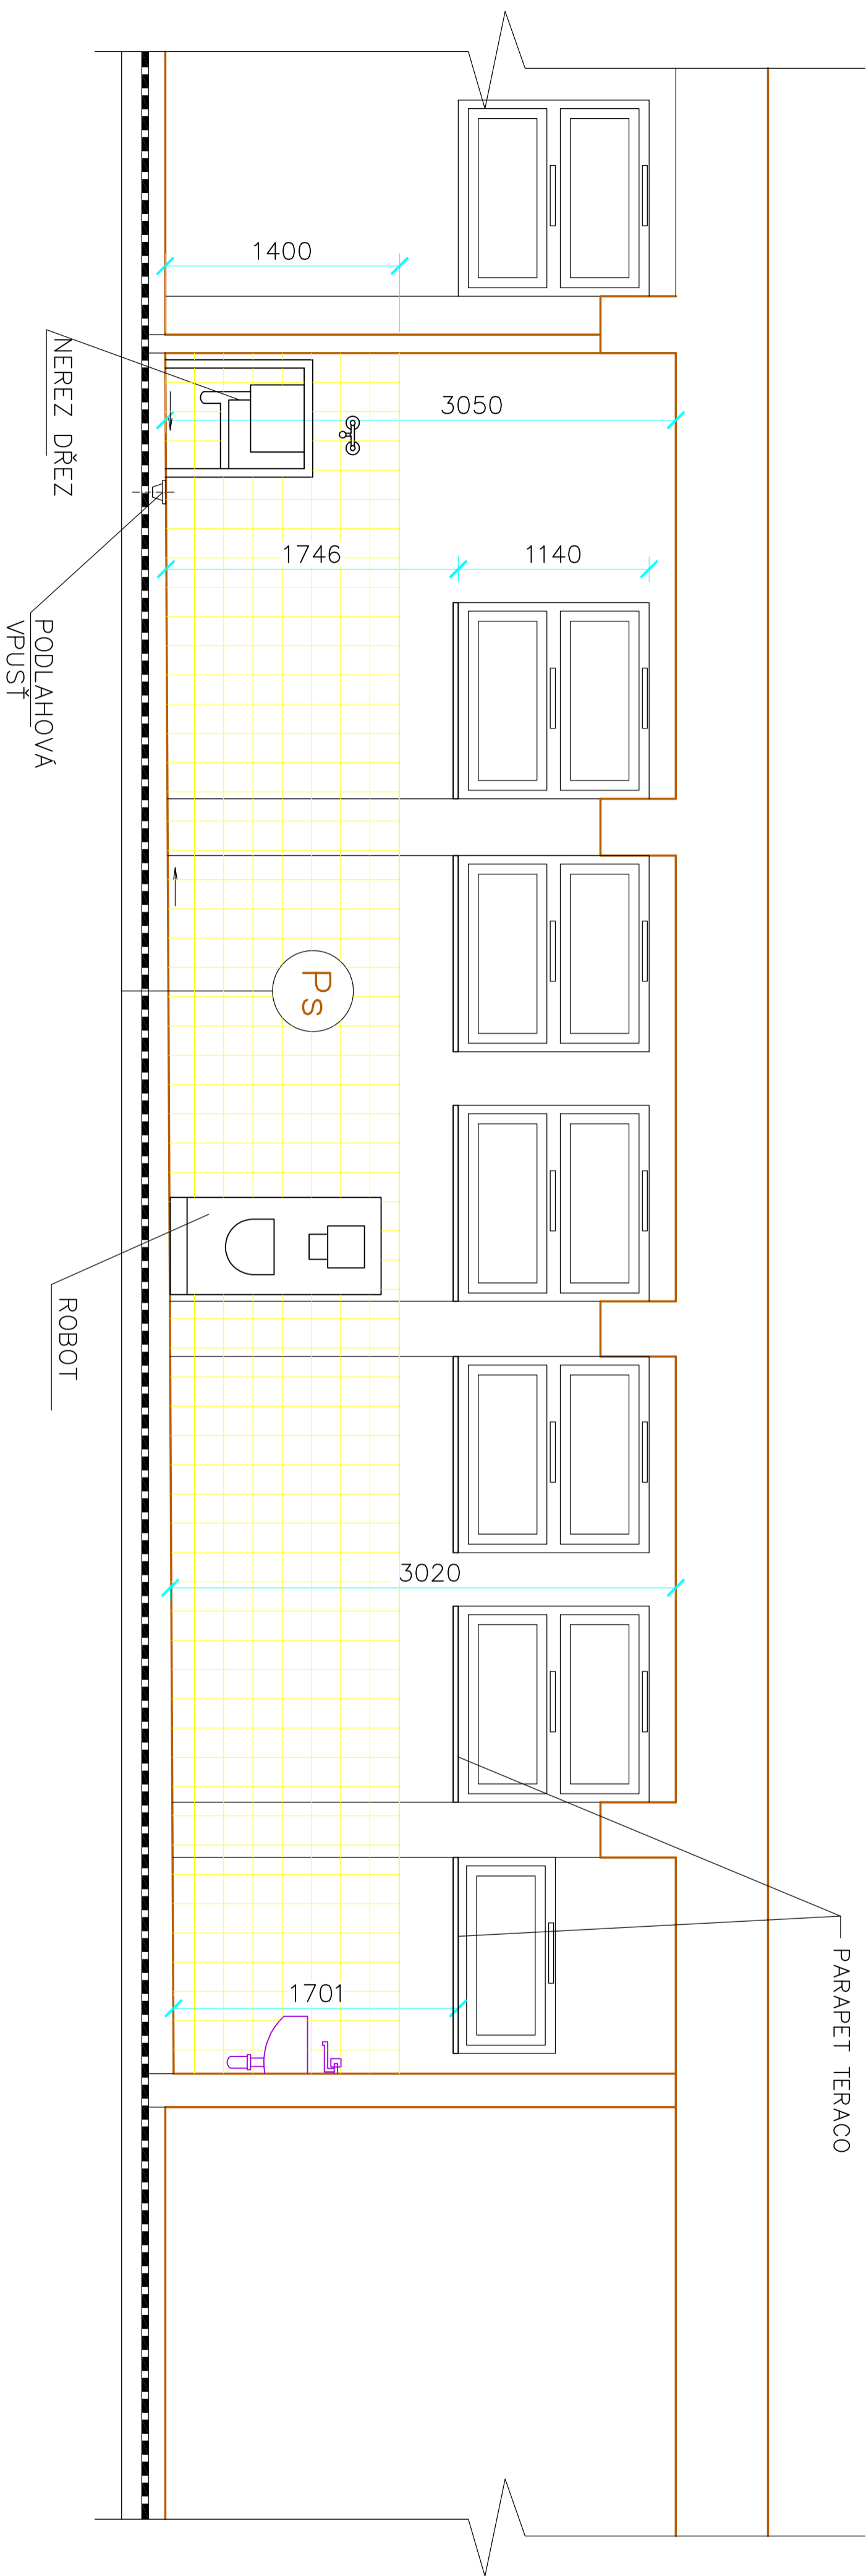 1400
NEREZ DŘEZ
3050
1746
1140
PODLAHOVÁ
VPUSŤ
Ps
ROBOT
3020
1701
PARAPET TERACO